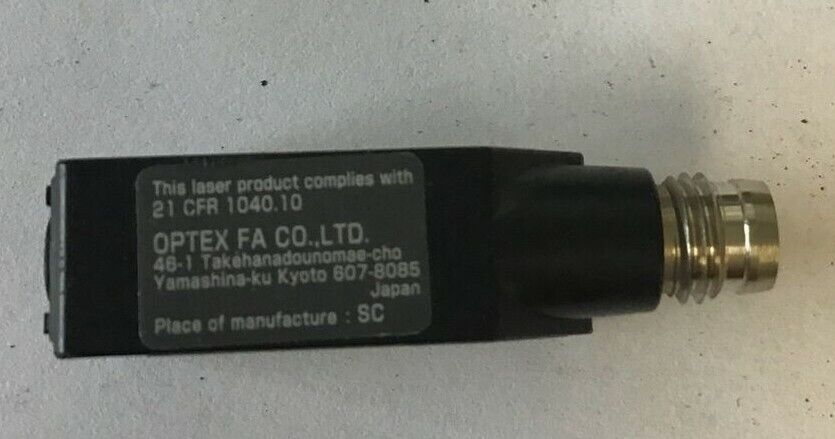 This laser product complies with
21 CFR 1040.10
OPTEX FA CO.,LTD.
46-1 Takehanadounomae-cho
Yamashina-ku Kyoto 607-8085
Japan
Place of manufacture : SC